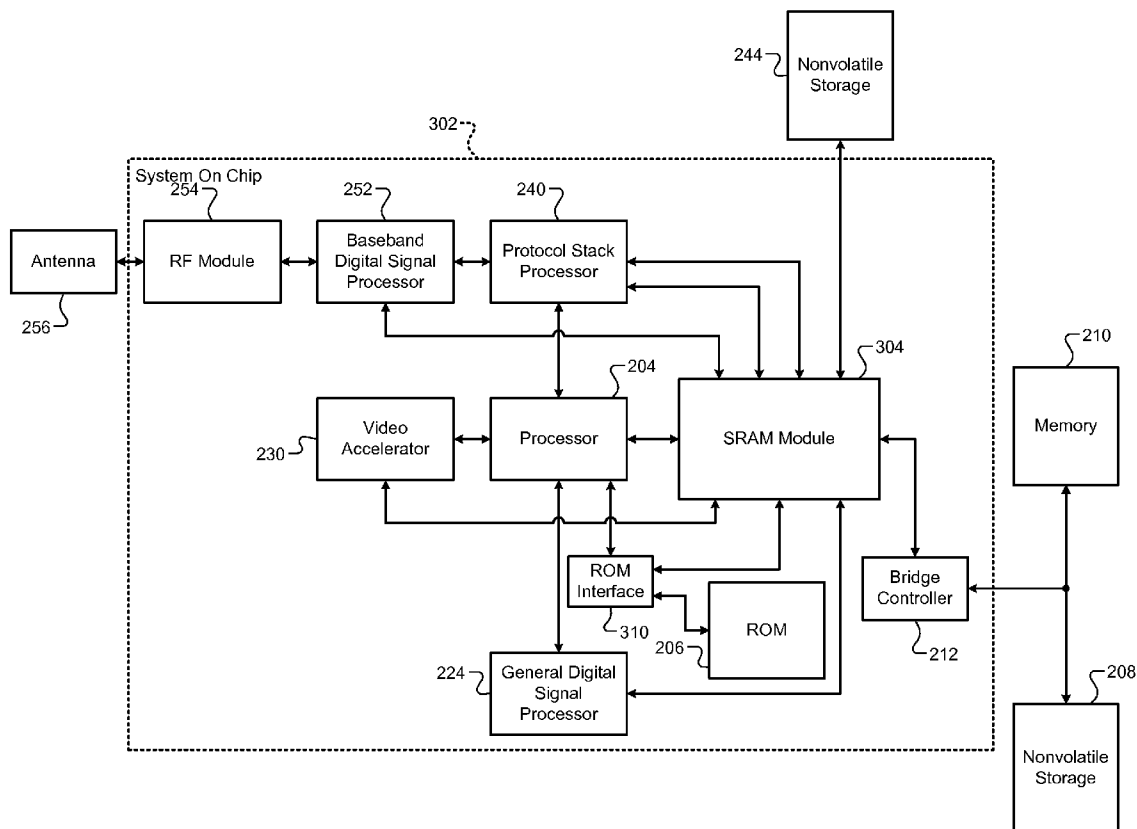 244
Nonvolatile
Storage
302
System On Chip
254
252
240
Antenna
RF Module
Baseband
Digital Signal
Processor
Protocol Stack
Processor
256
210
304
204
230
Video
Accelerator
Processor
SRAM Module
Memory
ROM
Interface
310
206
ROM
Bridge
Controller
212
224
General Digital
Signal
Processor
208
Nonvolatile
Storage